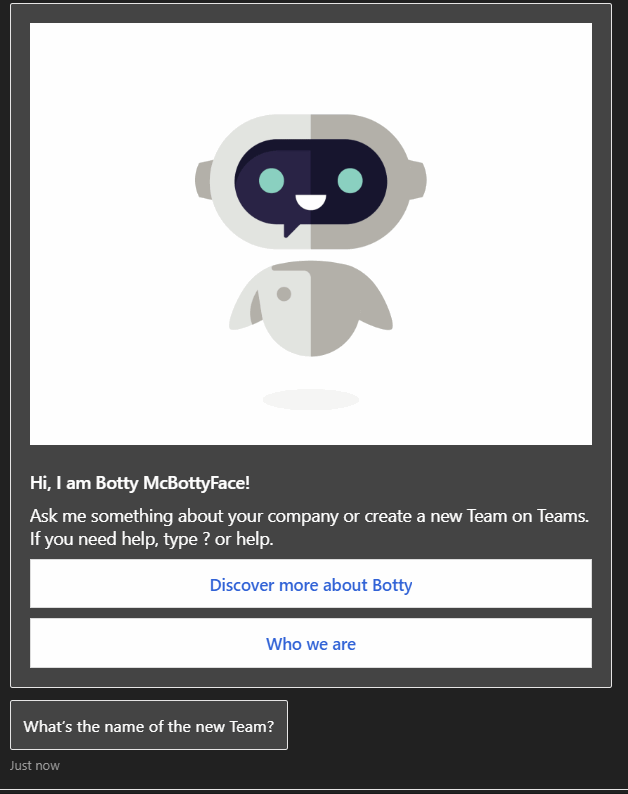 Hi, I am Botty McBottyFace!
Ask me something about your company or create a new Team on Teams.
If you need help, type ? or help.
Discover more about Botty
Who we are
What's the name of the new Team?
Just now